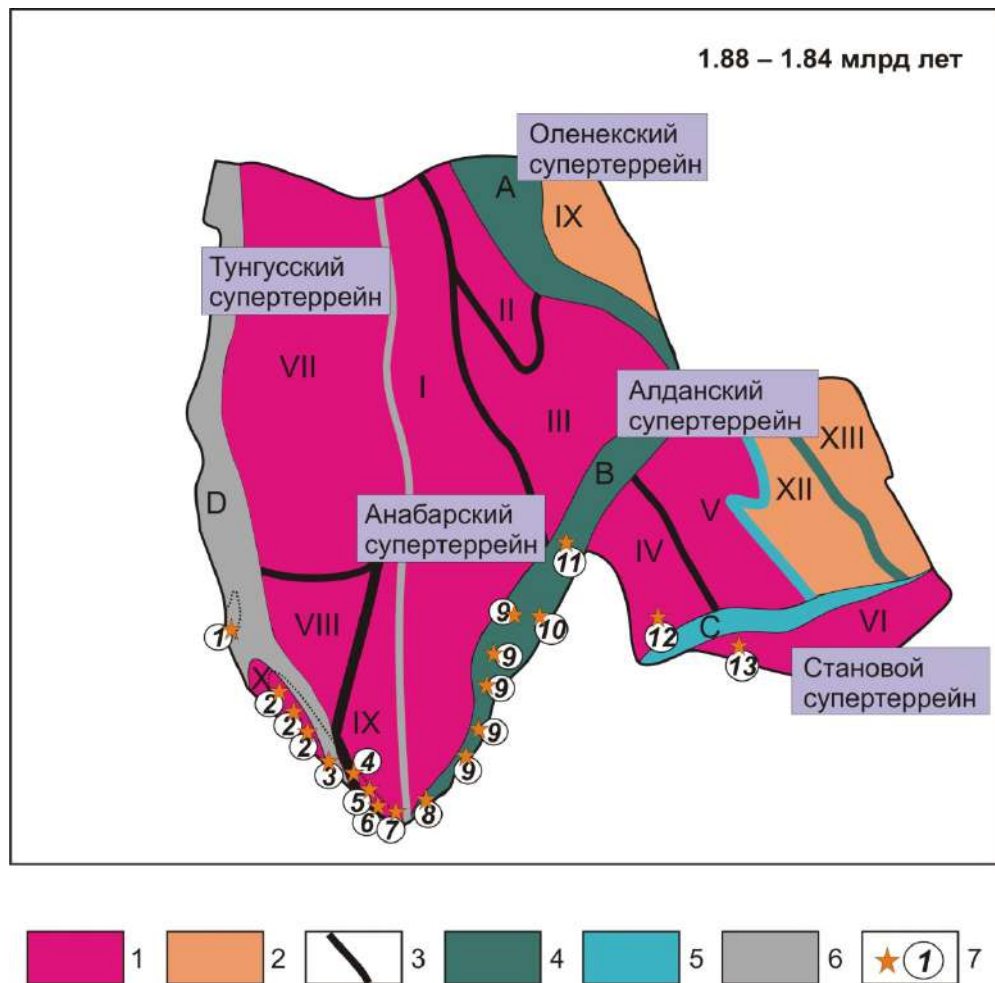 1.88 – 1.84 млрд лет
Оленекский
супертеррейн
A
IX
Тунгусский
супертеррейн
II
VII
I
III
Алданский
супертеррейн
XIII
B
XII
D
Анабарский
супертеррейн
V
IV
11
9
10
12
C
VI
1
VIII
13
9
Становой
супертеррейн
X
2
9
IX
2
2
9
3
4
9
5
6
7
8
1
2
3
4
5
6
1
7